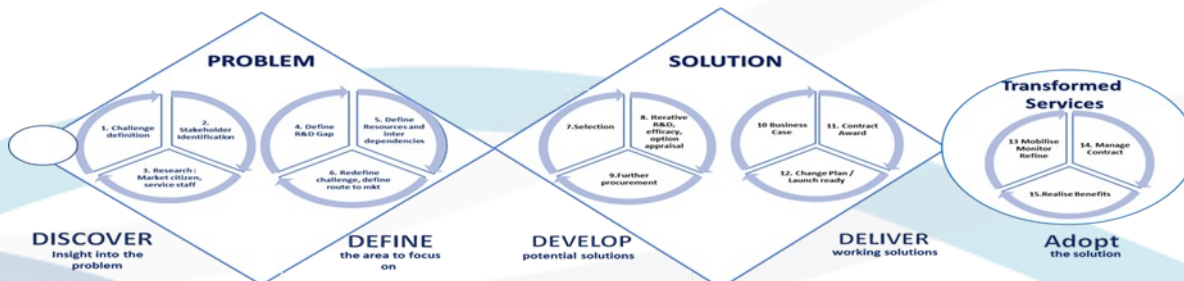 PROBLEM
1. Challenge
definition
2.
Stakeholder
Identification
3. Research :
Market citizen,
service staff
4. Define
R&D Gap
5. Define
Resources and
inter
dependencies
6. Redefine
challenge, define
route to mkt
SOLUTION
7.Selection
8. Iterative
R&D,
efficacy,
option
appraisal
9.Further
procurement
10 Business
Case
11. Contract
Award
12. Change Plan /
Launch ready
Transformed
Services
13 Mobilise
Monitor
Refine
14. Manage
Contract
15.Realise Benefits
DISCOVER
Insight into the
problem
DEFINE
the area to focus
on
DEVELOP
potential solutions
DELIVER
working solutions
Adopt
the solution